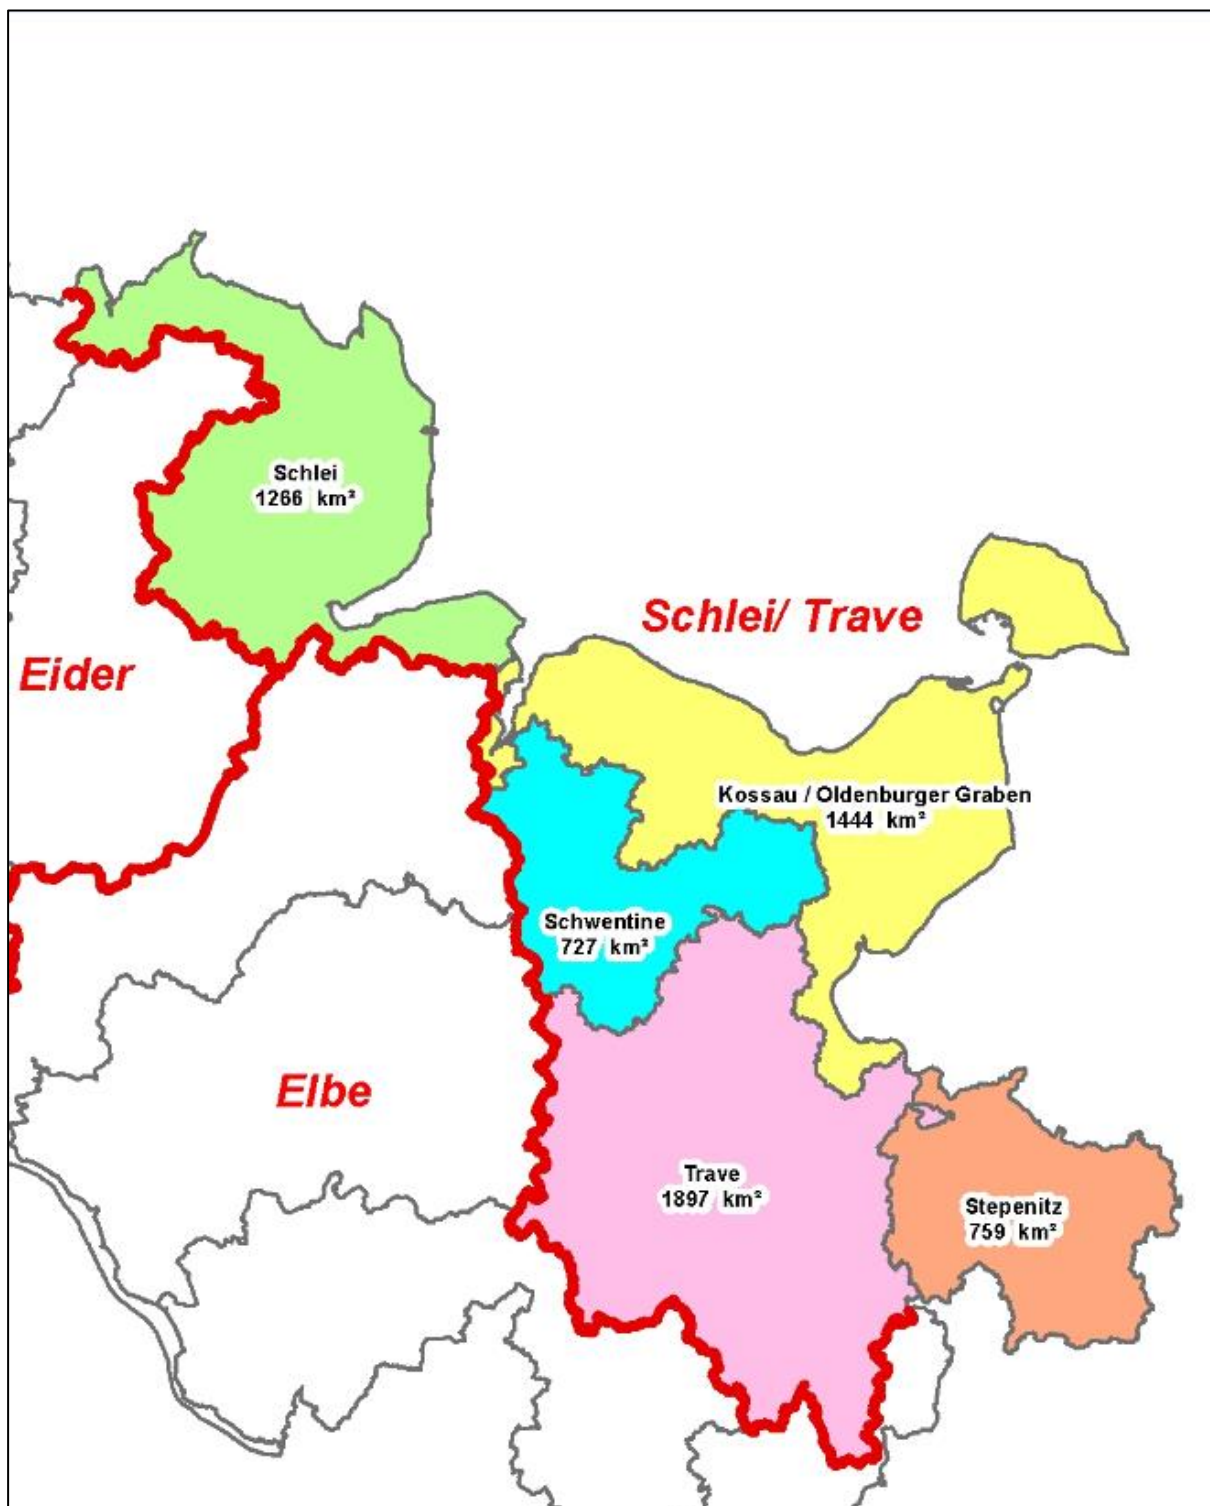 Schlei
1266 km²
Schlei/ Trave
Eider
Kossau / Oldenburger Graben
1444 km²
Schwentine
727 km²
Elbe
Trave
1897 km²
Stepenitz
759 km²